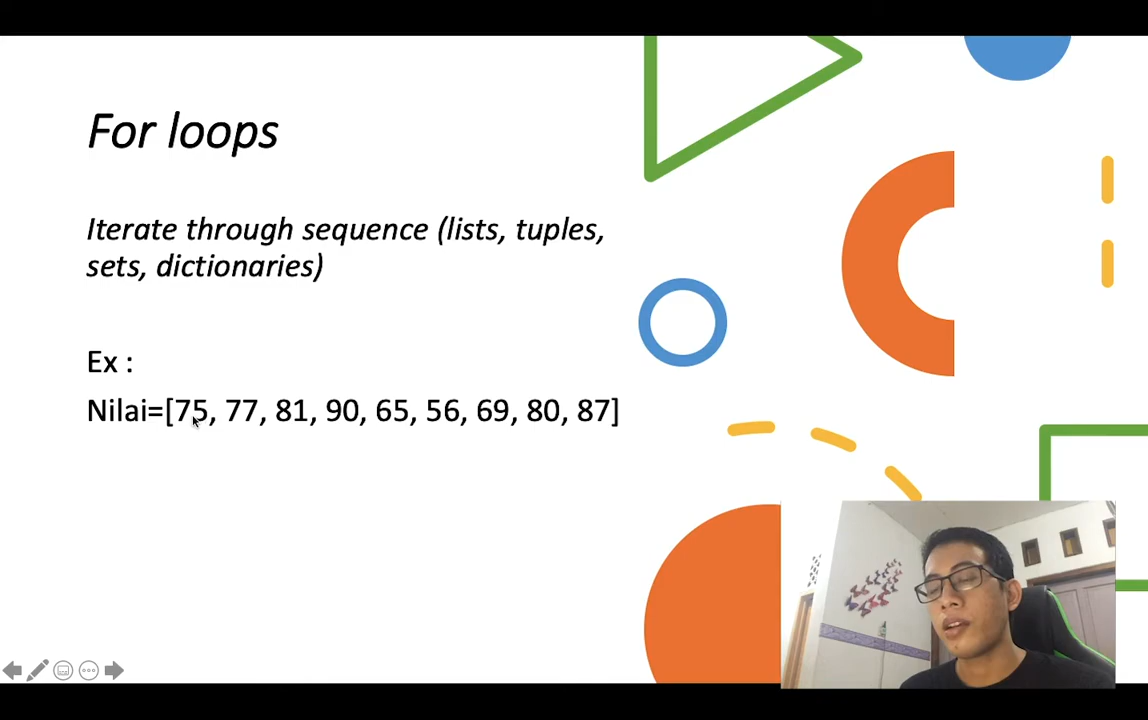 For loops
Iterate through sequence (lists, tuples,
sets, dictionaries)
Ex :
Nilai=[75, 77, 81, 90, 65, 56, 69, 80, 87]